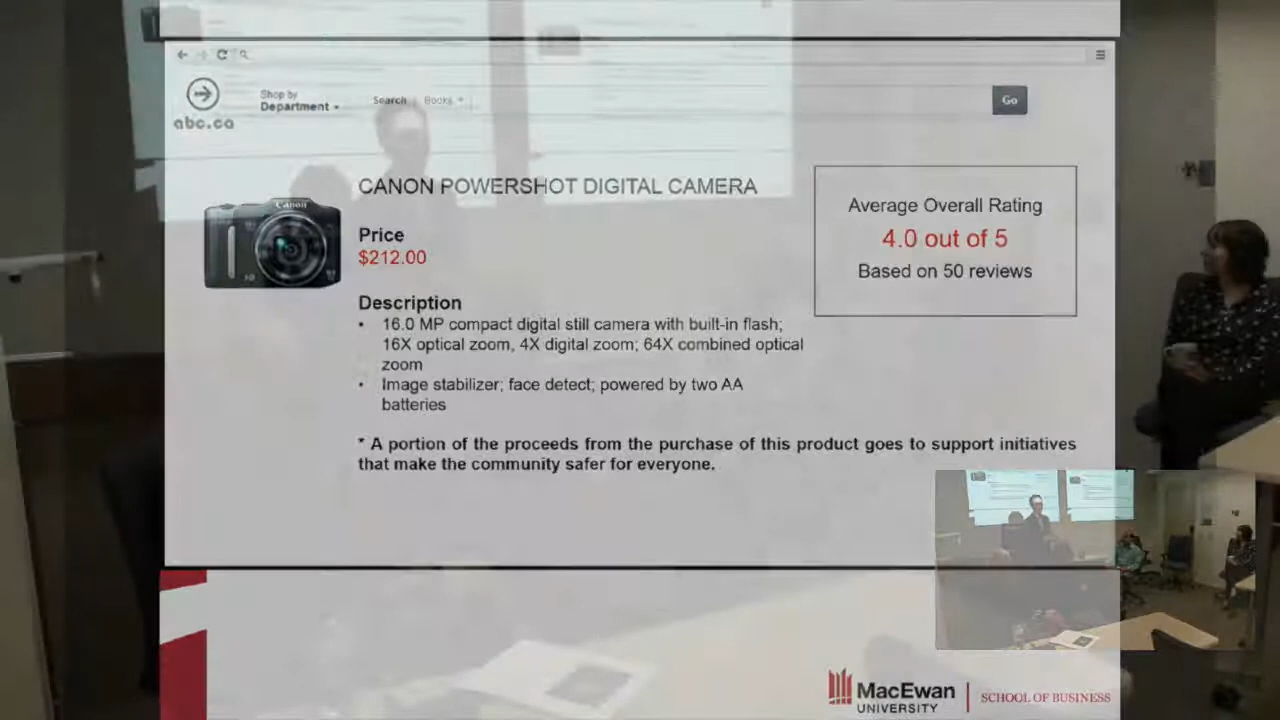 abc.ca
Shop by
Department
Search
Books
Go
Canon
CANON POWERSHOT DIGITAL CAMERA
Price
$212.00
Average Overall Rating
4.0 out of 5
Based on 50 reviews
Description
• 16.0 MP compact digital still camera with built-in flash;
16X optical zoom, 4X digital zoom; 64X combined optical
zoom
• Image stabilizer; face detect; powered by two AA
batteries
* A portion of the proceeds from the purchase of this product goes to support initiatives
that make the community safer for everyone.
MacEwan
UNIVERSITY
SCHOOL OF BUSINESS